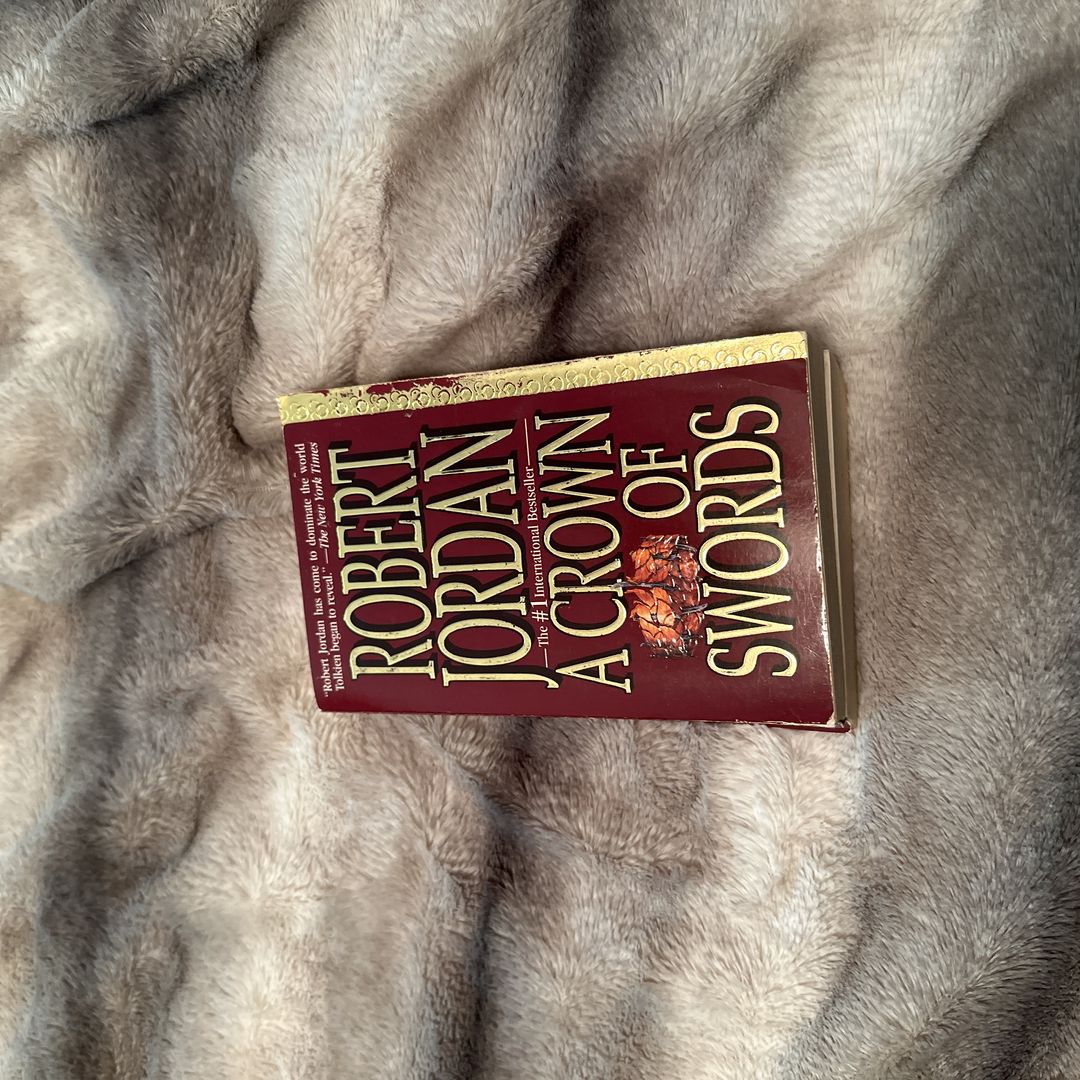 "Robert Jordan has come to dominate the world
Tolkien began to reveal." —The New York Times
ROBERT
JORDAN
The #1 International Bestseller
A CROWN
OF
SWORDS